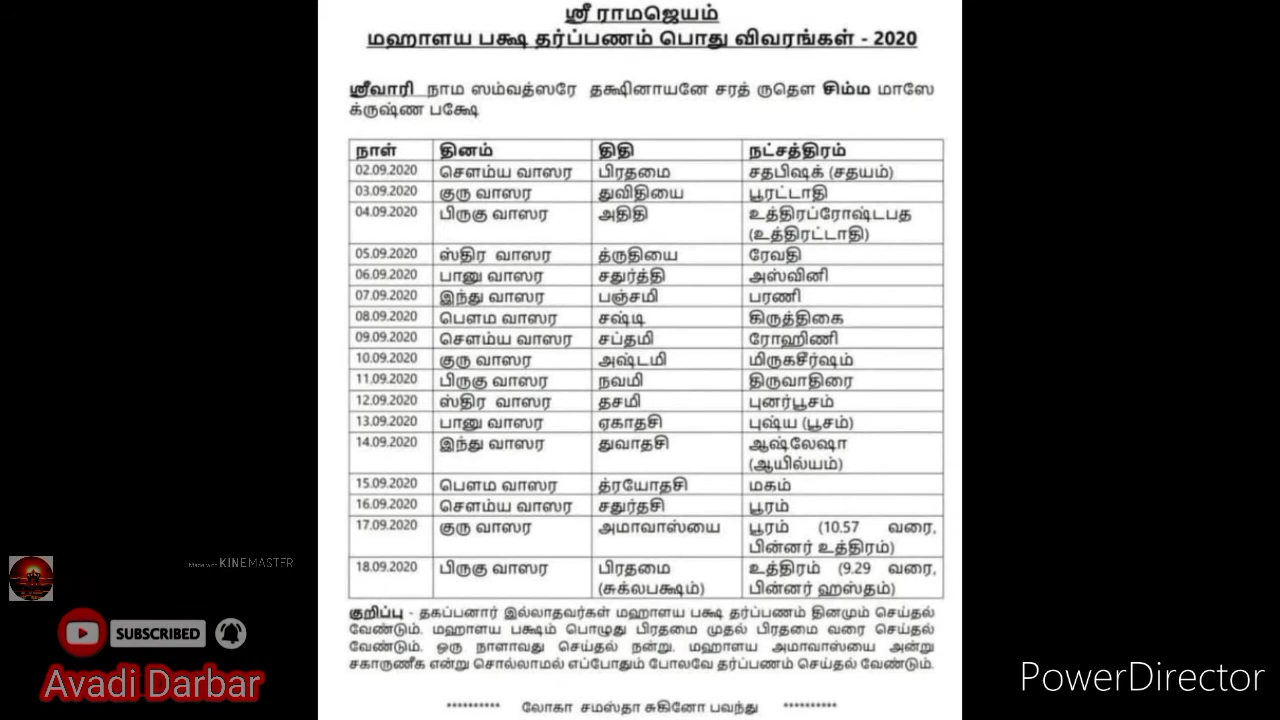 ஸ்ரீ ராமஜெயம்
மஹாளய பக்ஷ தர்ப்பணம் பொது விவரங்கள் - 2020
ஸ்ரீவாரி நாம ஸம்வத்ஸரே தக்ஷினாயனே சரத் ருதௌ சிம்ம மாஸே
க்ருஷ்ண பக்ஷே
நாள் தினம் திதி நட்சத்திரம்
02.09.2020 சௌம்ய வாஸர பிரதமை சதபிஷக் (சதயம்)
03.09.2020 குரு வாஸர துவிதியை பூரட்டாதி
04.09.2020 பிருகு வாஸர அதிதி உத்திரப்ரோஷ்டபத
(உத்திரட்டாதி)
05.09.2020 ஸ்திர வாஸர த்ருதியை ரேவதி
06.09.2020 பானு வாஸர சதுர்த்தி அஸ்வினி
07.09.2020 இந்து வாஸர பஞ்சமி பரணி
08.09.2020 பௌம வாஸர சஷ்டி கிருத்திகை
09.09.2020 சௌம்ய வாஸர சப்தமி ரோஹிணி
10.09.2020 குரு வாஸர அஷ்டமி மிருகசீர்ஷம்
11.09.2020 பிருகு வாஸர நவமி திருவாதிரை
12.09.2020 ஸ்திர வாஸர தசமி புனர்பூசம்
13.09.2020 பானு வாஸர ஏகாதசி புஷ்ய (பூசம்)
14.09.2020 இந்து வாஸர துவாதசி ஆஷ்லேஷா
(ஆயில்யம்)
15.09.2020 பௌம வாஸர த்ரயோதசி மகம்
16.09.2020 சௌம்ய வாஸர சதுர்தசி பூரம்
17.09.2020 குரு வாஸர அமாவாஸ்யை பூரம் (10.57 வரை,
பின்னர் உத்திரம்)
18.09.2020 பிருகு வாஸர பிரதமை உத்திரம் (9.29 வரை,
(சுக்லபக்ஷம்) பின்னர் ஹஸ்தம்)
குறிப்பு - தகப்பனார் இல்லாதவர்கள் மஹாளய பக்ஷ தர்ப்பணம் தினமும் செய்தல்
வேண்டும். மஹாளய பக்ஷம் பொழுது பிரதமை முதல் பிரதமை வரை செய்தல்
வேண்டும். ஒரு நாளாவது செய்தல் நன்று. மஹாளய அமாவாஸ்யை அன்று
சகாருணீக என்று சொல்லாமல் எப்போதும் போலவே தர்ப்பணம் செய்தல் வேண்டும்.
********** லோகா சமஸ்தா சுகினோ பவந்து **********
Made with KINEMASTER
SUBSCRIBED
Avadi Darbar
PowerDirector